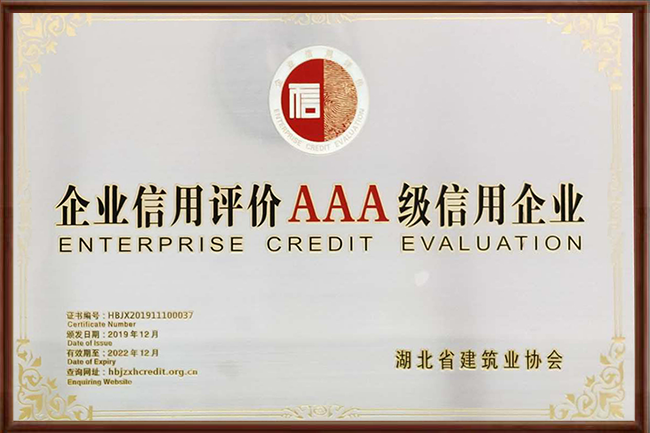 企业信用评价
信
ENTERPRISE CREDIT EVALUATION
企业信用评价AAA级信用企业
ENTERPRISE CREDIT EVALUATION
证书编号：HBJX201911100037
Certificate Number
颁发日期：2019年12月
Date of Issue
有效期至：2022年12月
Date of Expiry
查询网址：hbjzxhcredit.org.cn
Enquiring Website
湖北省建筑业协会